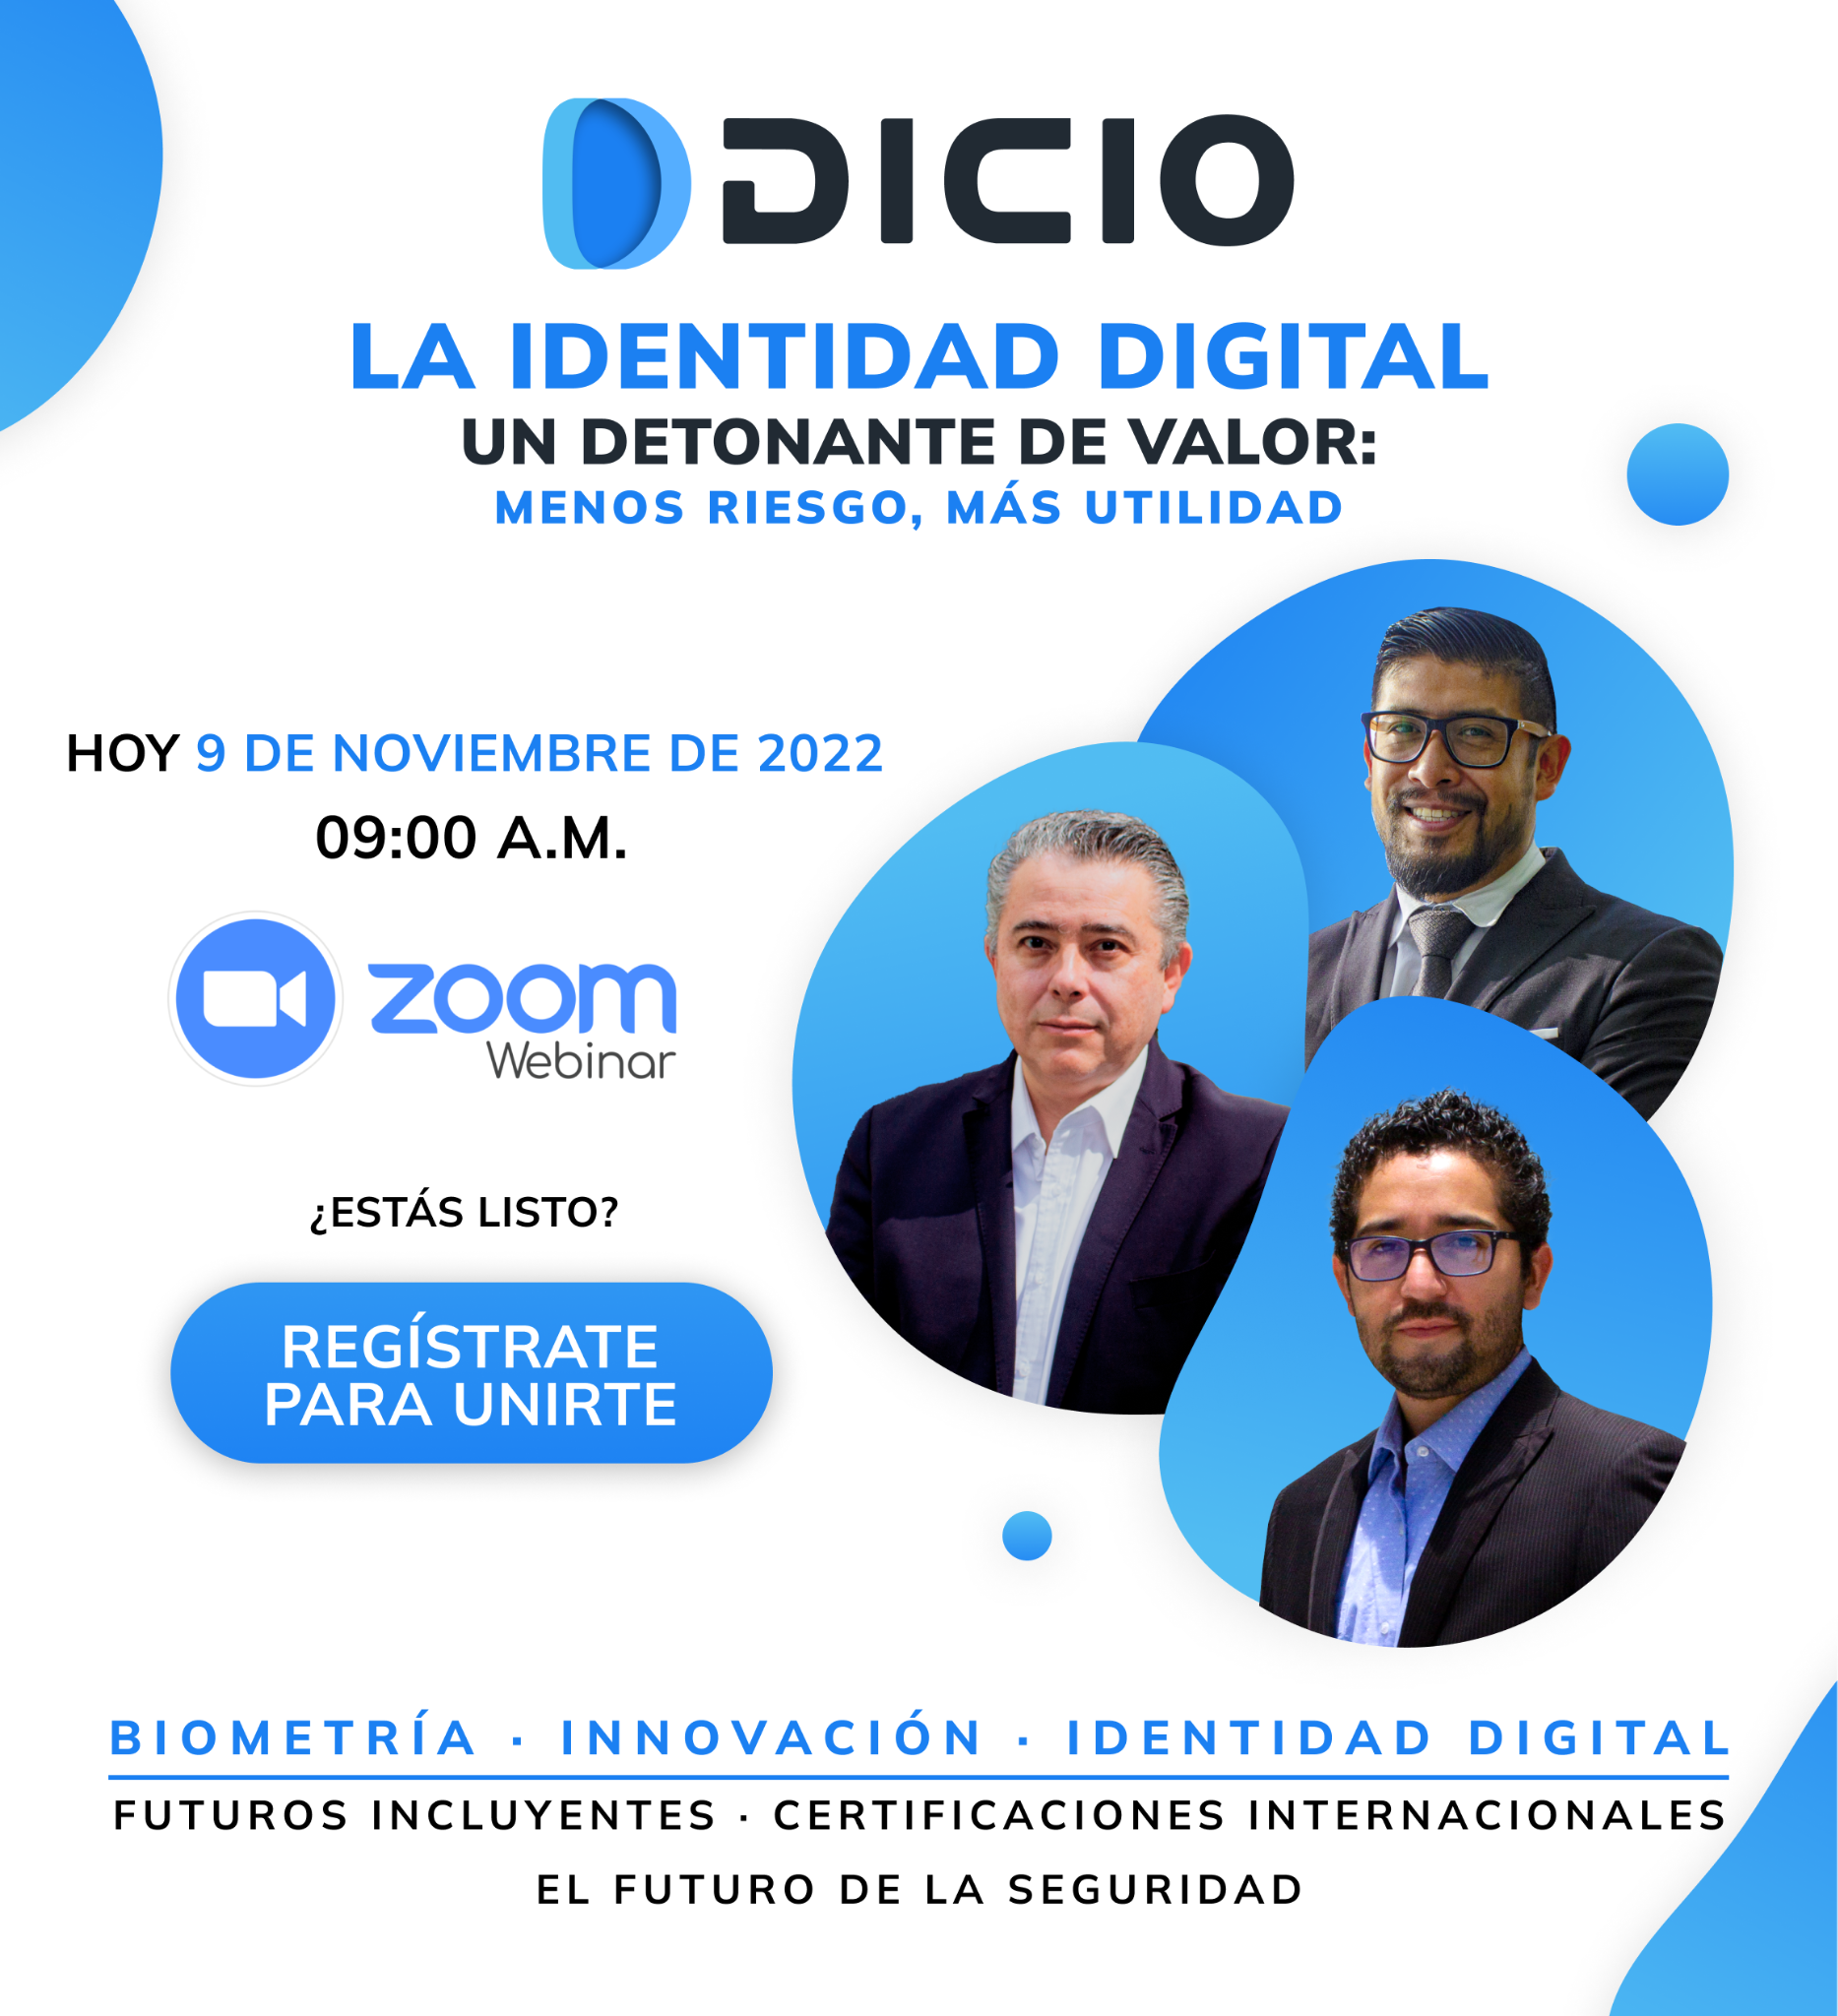 DICIO
LA IDENTIDAD DIGITAL
UN DETONANTE DE VALOR:
MENOS RIESGO, MÁS UTILIDAD
HOY 9 DE NOVIEMBRE DE 2022
09:00 A.M.
zoom
Webinar
¿ESTÁS LISTO?
REGÍSTRATE
PARA UNIRTE
BIOMETRÍA · INNOVACIÓN · IDENTIDAD DIGITAL
FUTUROS INCLUYENTES · CERTIFICACIONES INTERNACIONALES
EL FUTURO DE LA SEGURIDAD